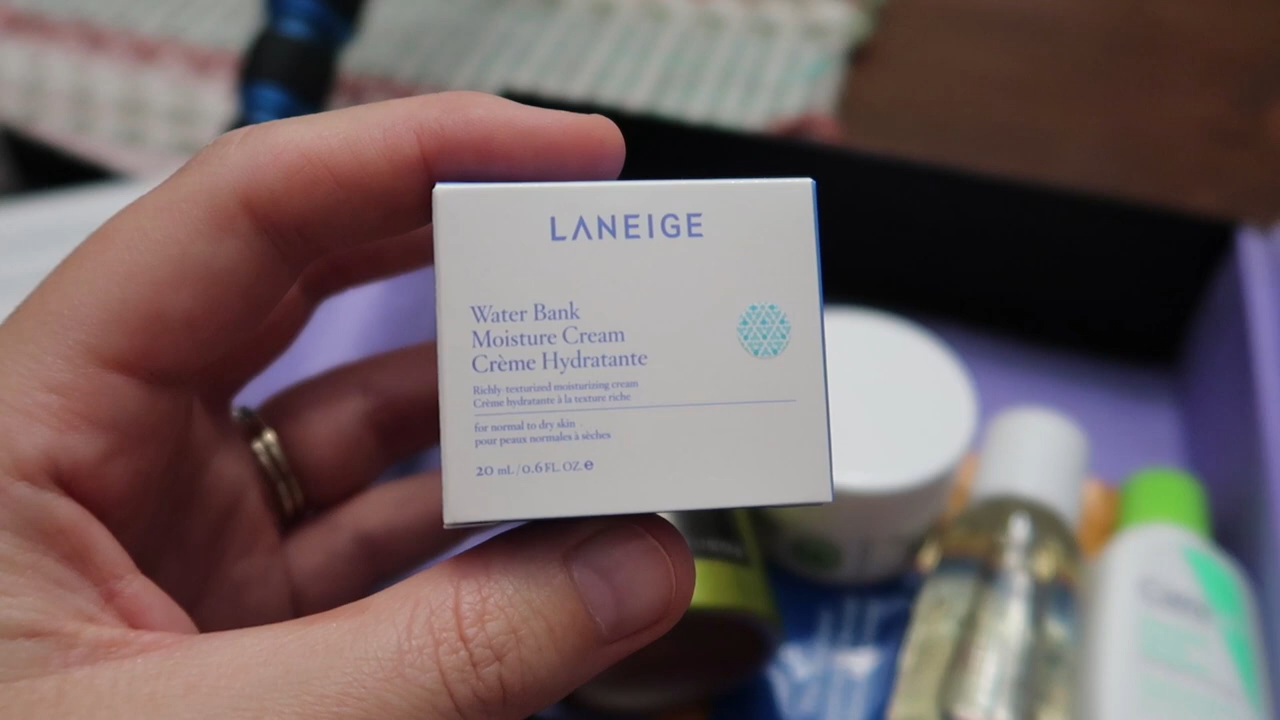 LANEIGE
Water Bank
Moisture Cream
Crème Hydratante
Richly-texturized moisturizing cream
Crème hydratante à la texture riche
for normal to dry skin
pour peaux normales à sèches
20 mL / 0.6 FL. OZ. ℮